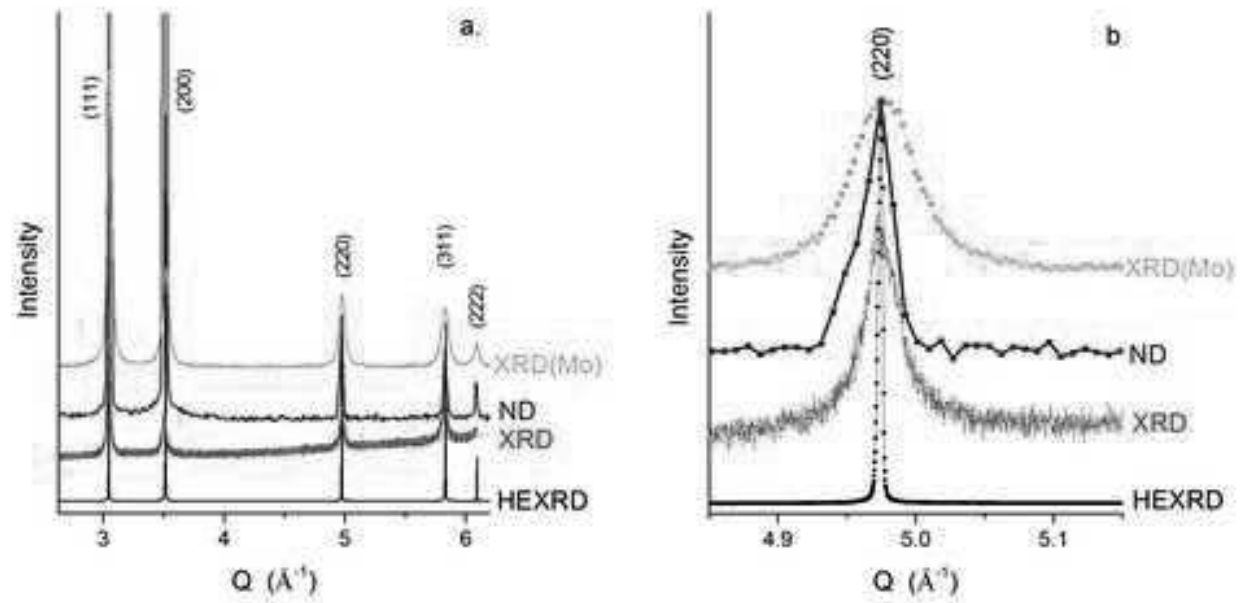 a.
(111)
(200)
(220)
(311)
(222)
XRD(Mo)
ND
XRD
HEXRD
Intensity
3
4
5
6
Q (Å⁻¹)
b
(220)
XRD(Mo)
ND
XRD
HEXRD
Intensity
4.9
5.0
5.1
Q (Å⁻¹)